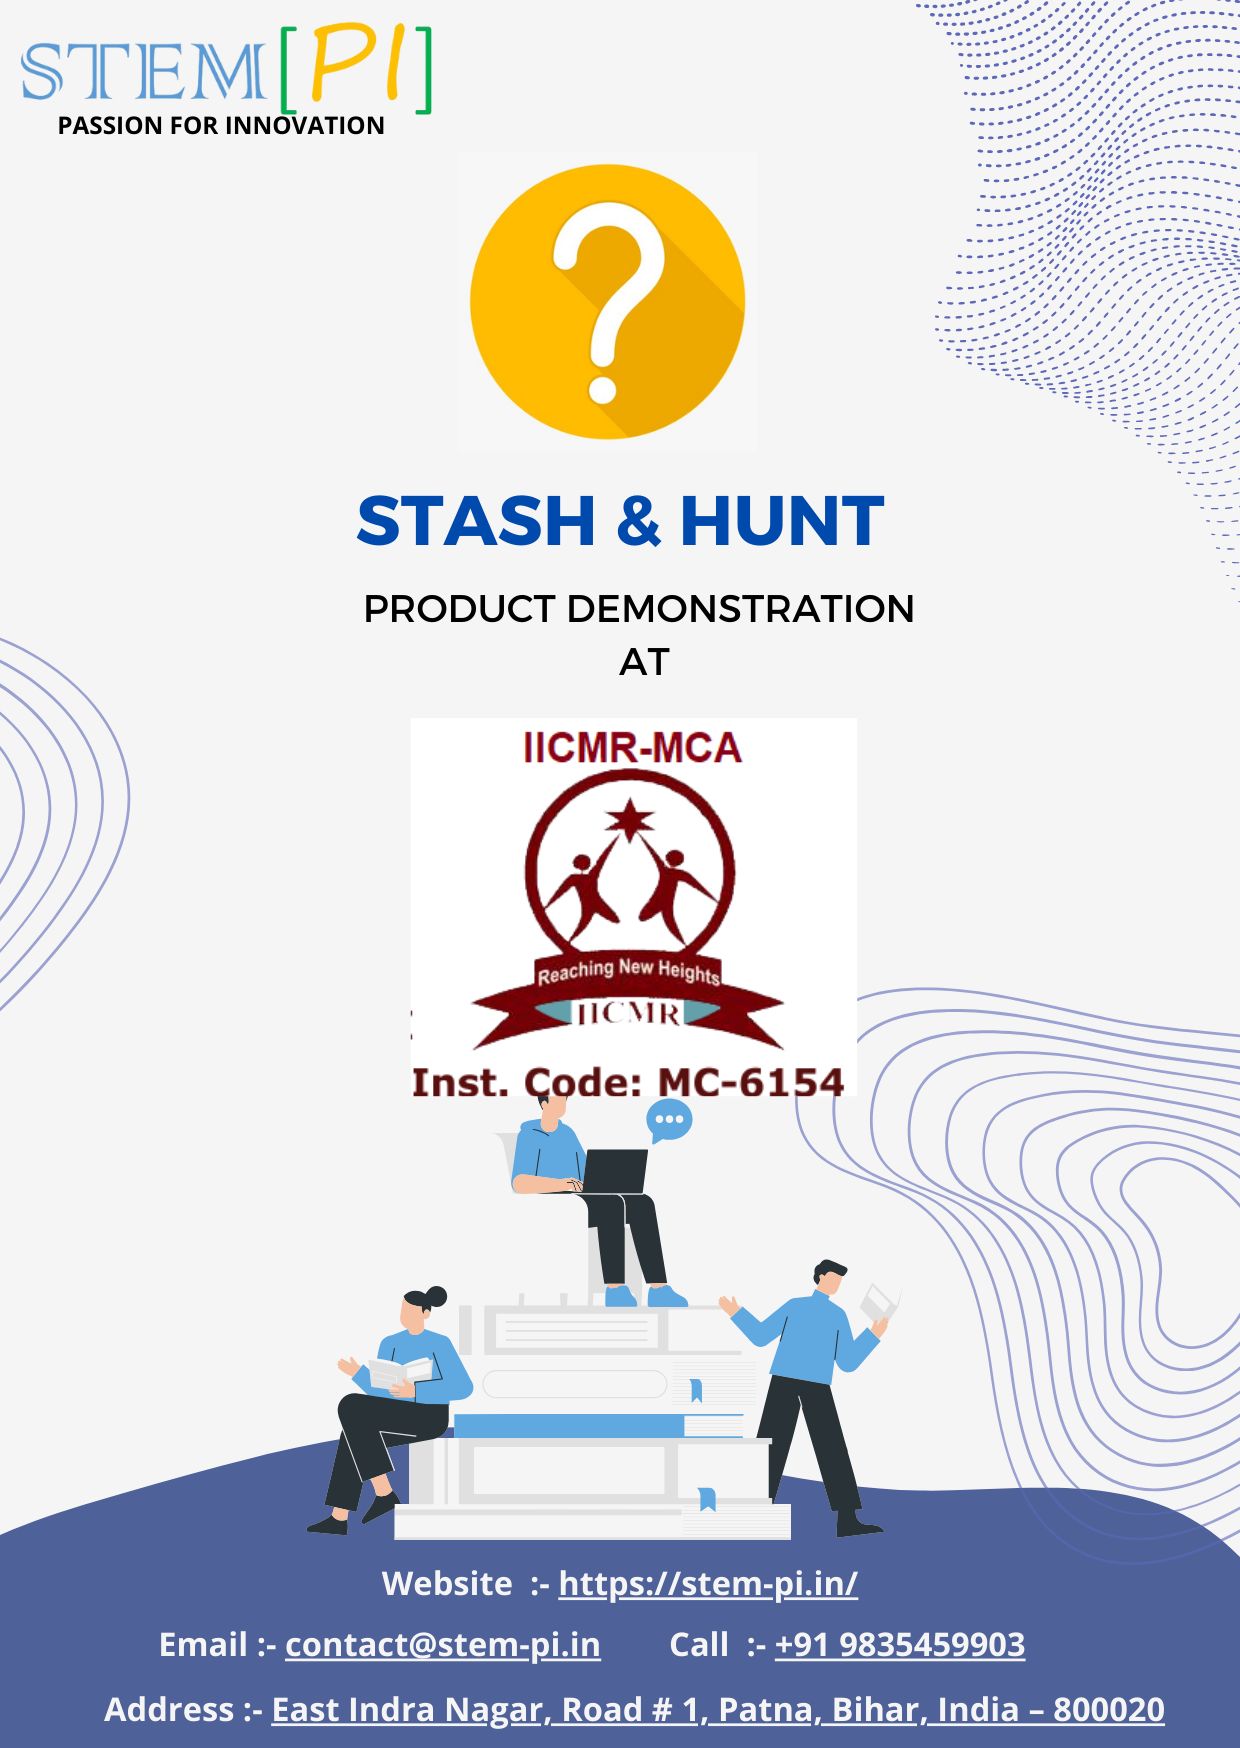 STEM[PI]
PASSION FOR INNOVATION
?
STASH & HUNT
PRODUCT DEMONSTRATION
AT
IICMR-MCA
Reaching New Heights
IICMR
Inst. Code: MC-6154
Website :- https://stem-pi.in/
Email :- contact@stem-pi.in Call :- +91 9835459903
Address :- East Indra Nagar, Road # 1, Patna, Bihar, India – 800020